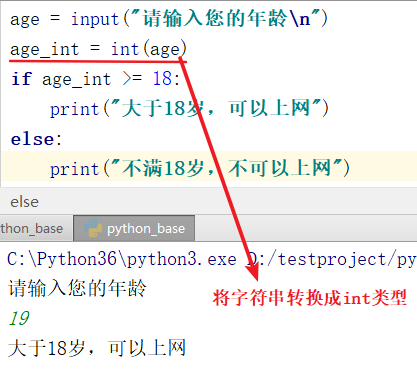 age = input("请输入您的年龄\n")
age_int = int(age)
if age_int >= 18:
    print("大于18岁，可以上网")
else:
    print("不满18岁，不可以上网")
else
thon_base
python_base
C:\Python36\python3.exe D:/testproject/py
请输入您的年龄
19
将字符串转换成int类型
大于18岁，可以上网